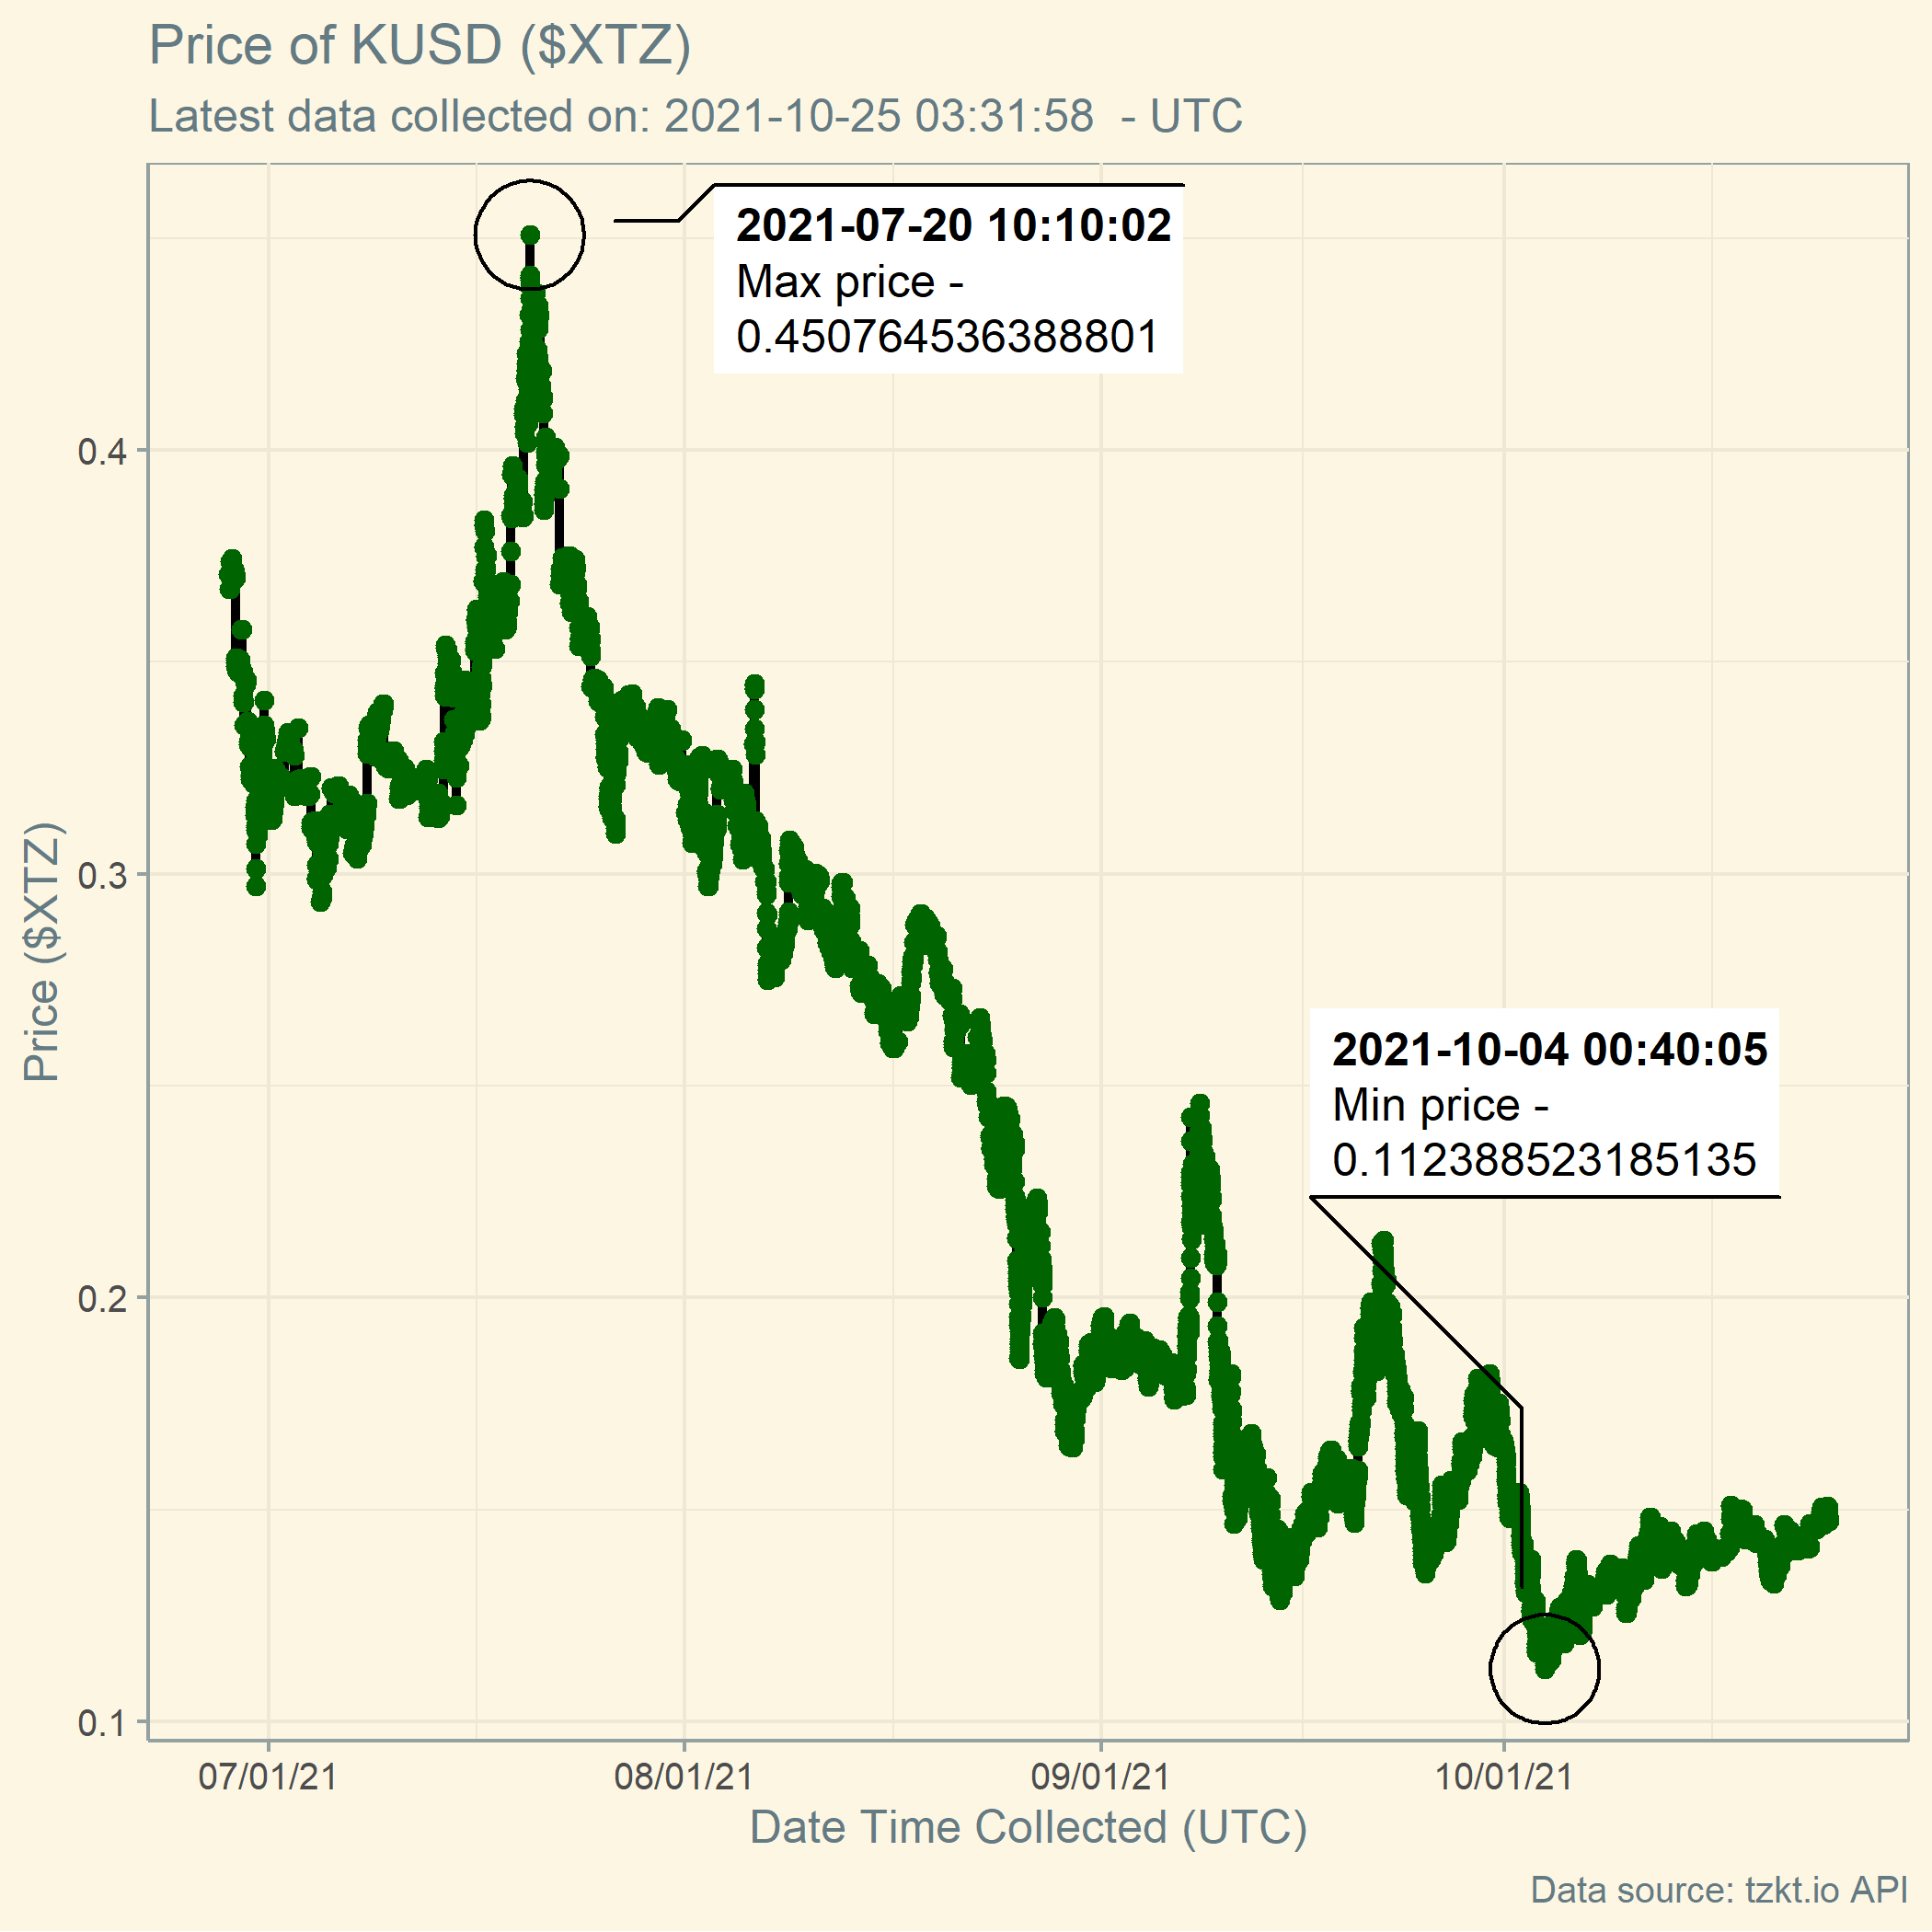 Price of KUSD ($XTZ)
Latest data collected on: 2021-10-25 03:31:58  - UTC
2021-07-20 10:10:02
Max price -
0.450764536388801
2021-10-04 00:40:05
Min price -
0.112388523185135
Price ($XTZ)
0.4
0.3
0.2
0.1
07/01/21
08/01/21
09/01/21
10/01/21
Date Time Collected (UTC)
Data source: tzkt.io API